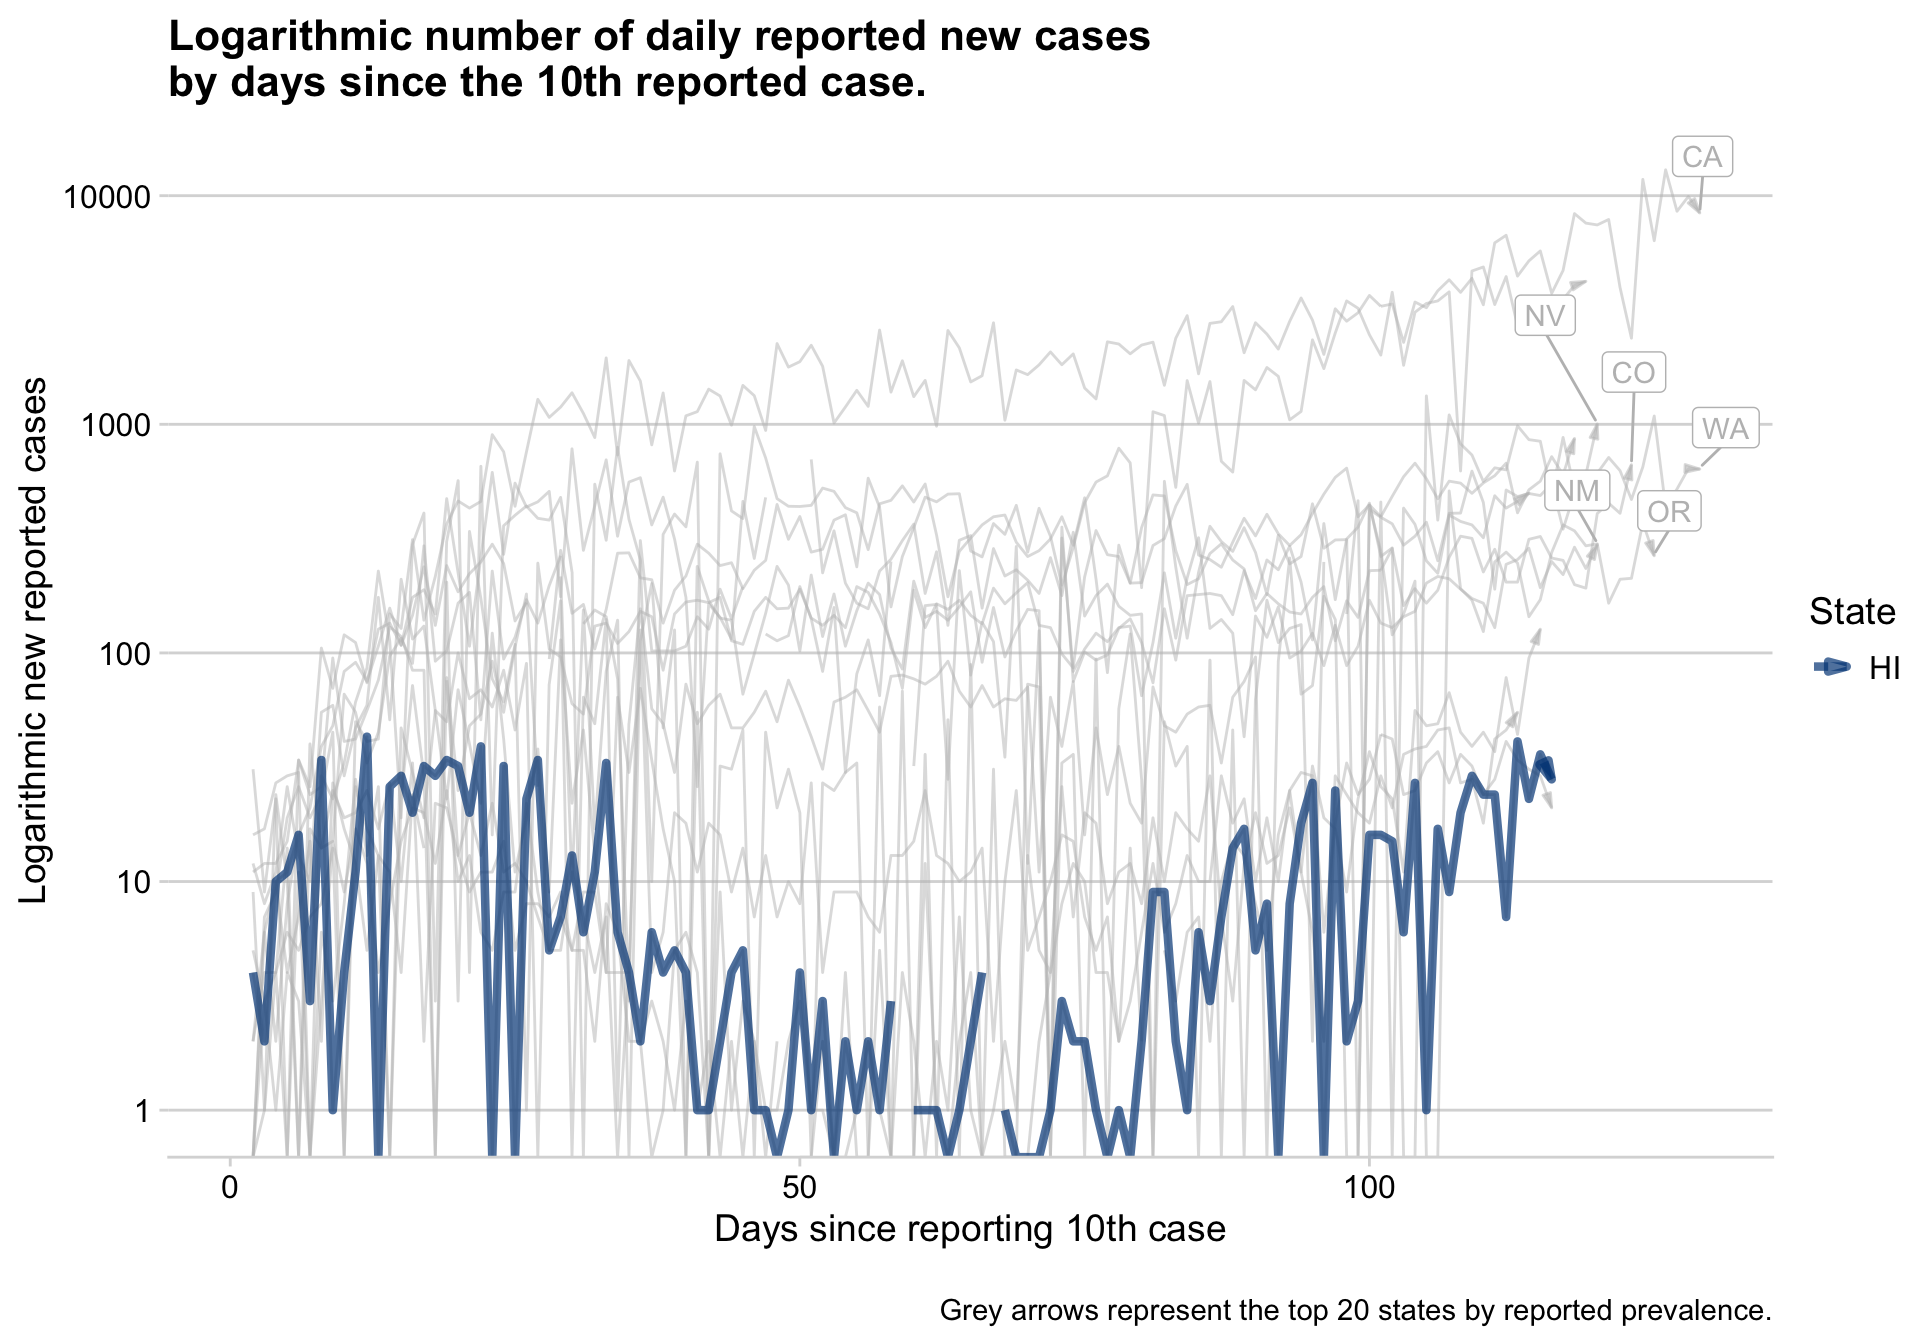 Logarithmic number of daily reported new cases
by days since the 10th reported case.
CA
10000
NV
CO
1000
WA
NM
OR
Logarithmic new reported cases
State
HI
100
10
1
0
50
100
Days since reporting 10th case
Grey arrows represent the top 20 states by reported prevalence.